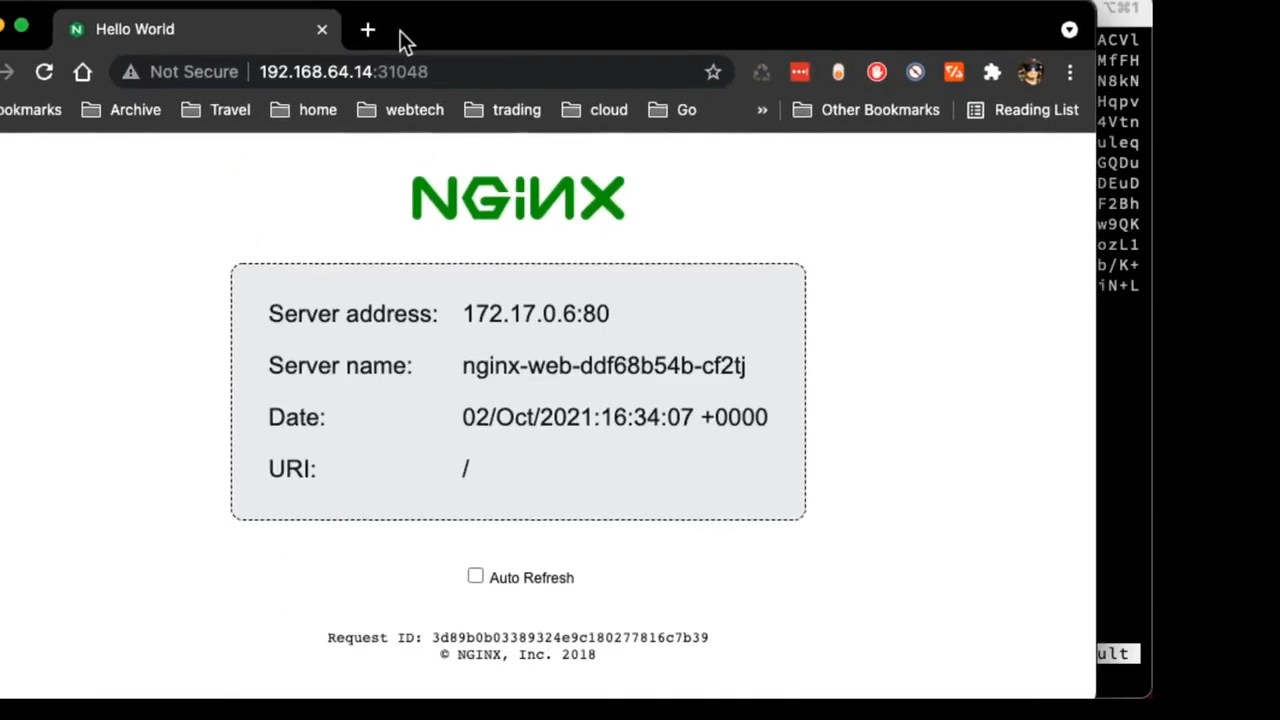 Hello World
⌥⌘1
Not Secure 192.168.64.14:31048
ookmarks Archive Travel home webtech trading cloud Go » Other Bookmarks Reading List
ACVl
MfFH
N8kN
Hqpv
4Vtn
uleq
GQDu
DEuD
F2Bh
w9QK
ozL1
b/K+
iN+L
NGINX
Server address: 172.17.0.6:80
Server name: nginx-web-ddf68b54b-cf2tj
Date: 02/Oct/2021:16:34:07 +0000
URI: /
Auto Refresh
Request ID: 3d89b0b03389324e9c180277816c7b39
© NGINX, Inc. 2018
ult